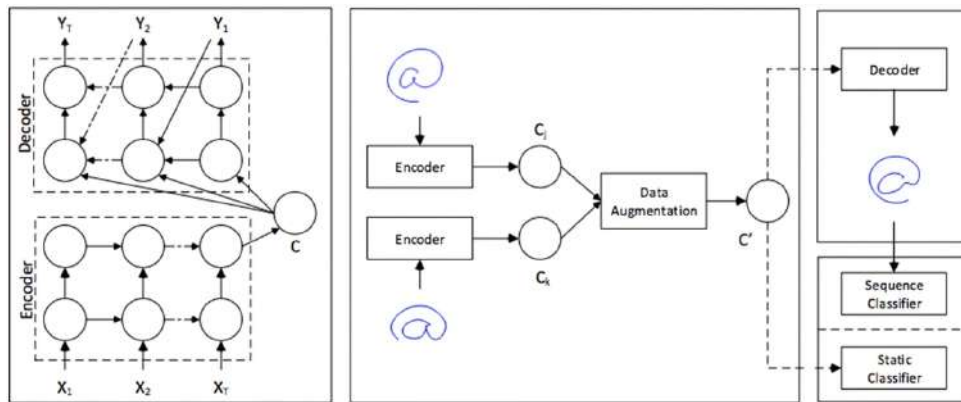 Y_T Y_2 Y_1
Decoder
C
Encoder
X_1 X_2 X_T
@
Encoder
C_j
Data
Augmentation
C'
Encoder
C_k
@
Decoder
@
Sequence
Classifier
Static
Classifier